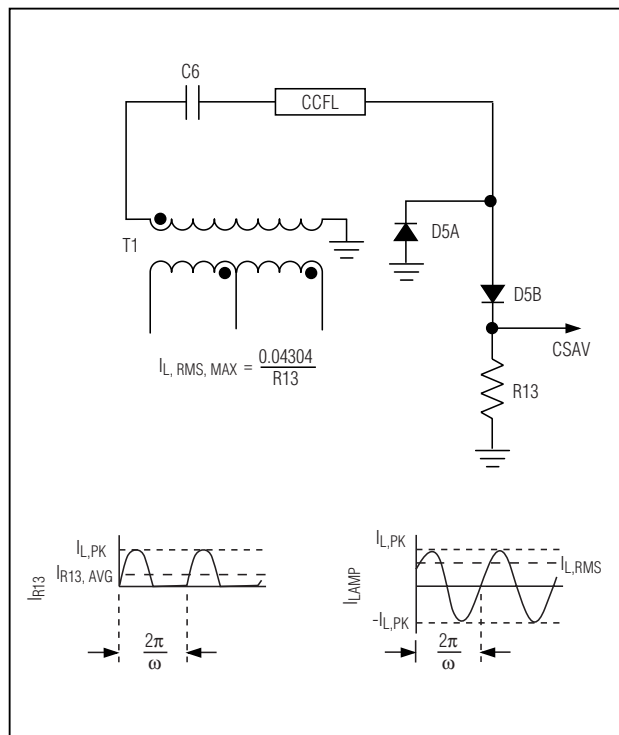 C6
CCFL
D5A
T1
D5B
CSAV
I_L, RMS, MAX = 0.04304 / R13
R13
I_L,PK
I_R13, AVG
I_R13
2π/ω
I_L,PK
I_L,RMS
I_LAMP
-I_L,PK
2π/ω